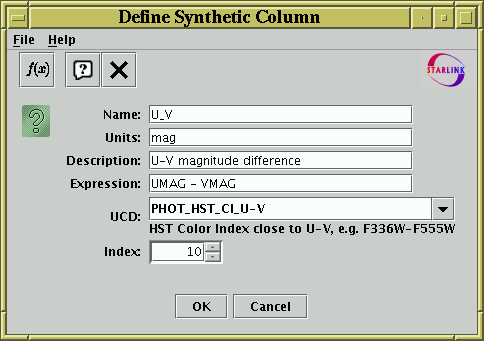 Define Synthetic Column
File Help
f(x) ?
STARLINK
?
Name: U_V
Units: mag
Description: U-V magnitude difference
Expression: UMAG - VMAG
UCD: PHOT_HST_CI_U-V
HST Color Index close to U-V, e.g. F336W-F555W
Index: 10
OK Cancel